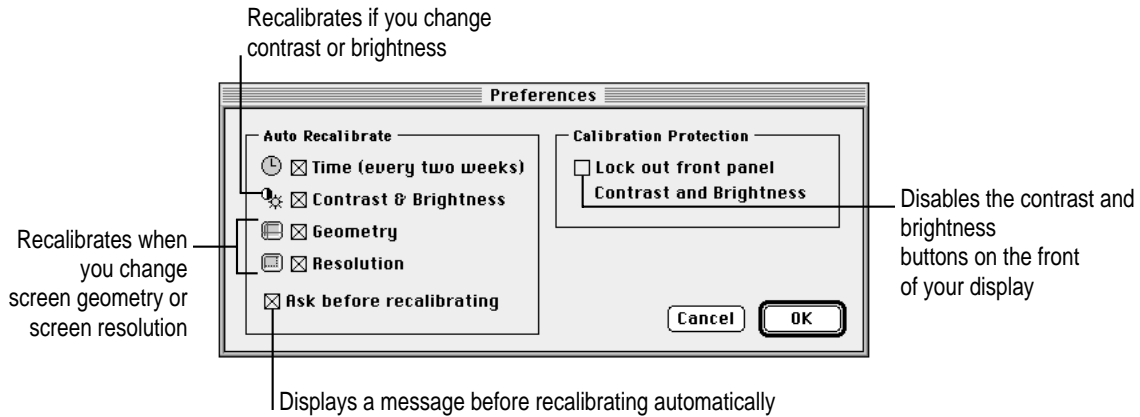 Recalibrates if you change
contrast or brightness
Preferences
Auto Recalibrate
Time (every two weeks)
Contrast & Brightness
Geometry
Resolution
Ask before recalibrating
Calibration Protection
Lock out front panel
Contrast and Brightness
Cancel
OK
Recalibrates when
you change
screen geometry or
screen resolution
Disables the contrast and
brightness
buttons on the front
of your display
Displays a message before recalibrating automatically